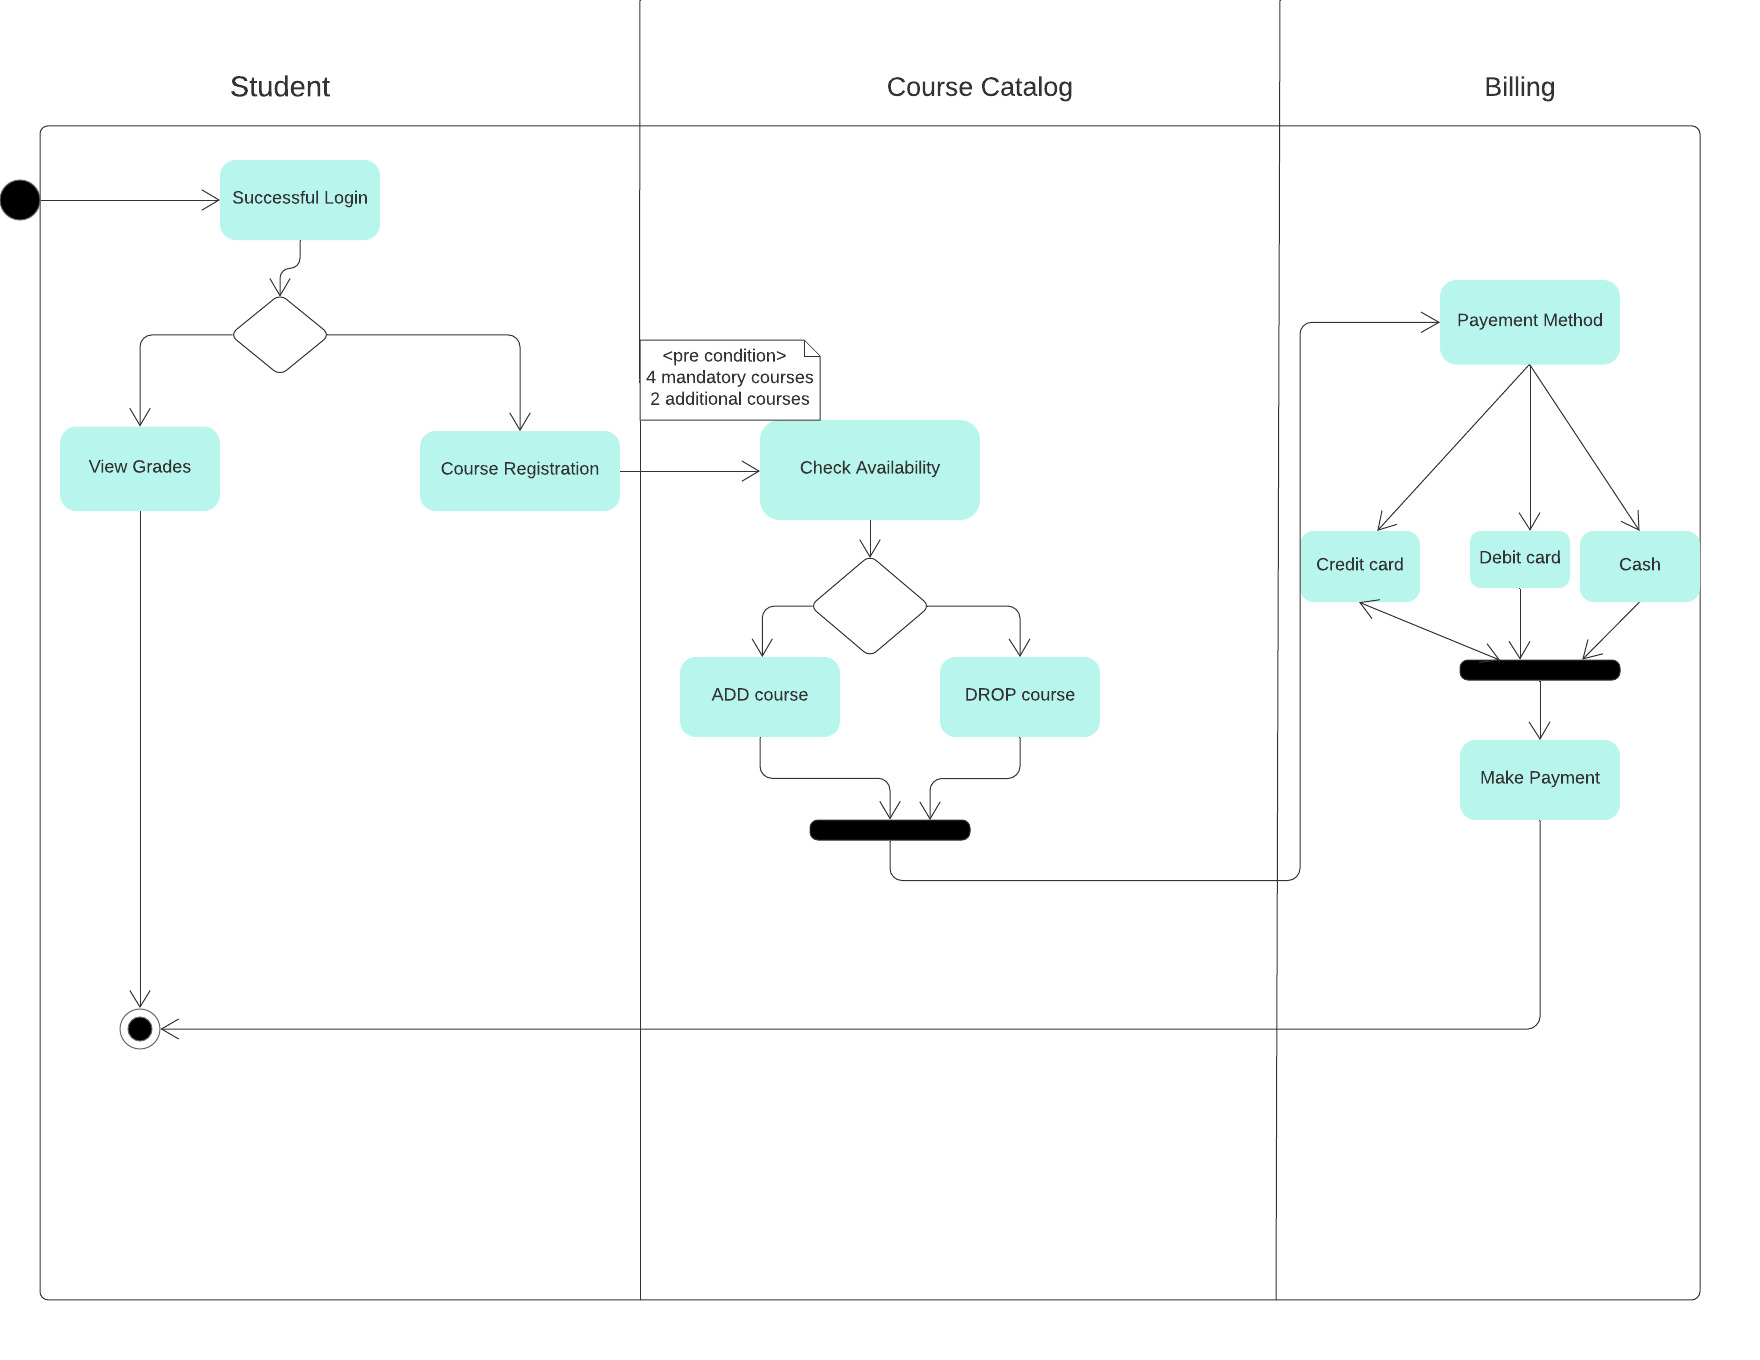 Student
Course Catalog
Billing
Successful Login
Payement Method
<pre condition>
4 mandatory courses
2 additional courses
View Grades
Course Registration
Check Availability
Credit card
Debit card
Cash
ADD course
DROP course
Make Payment